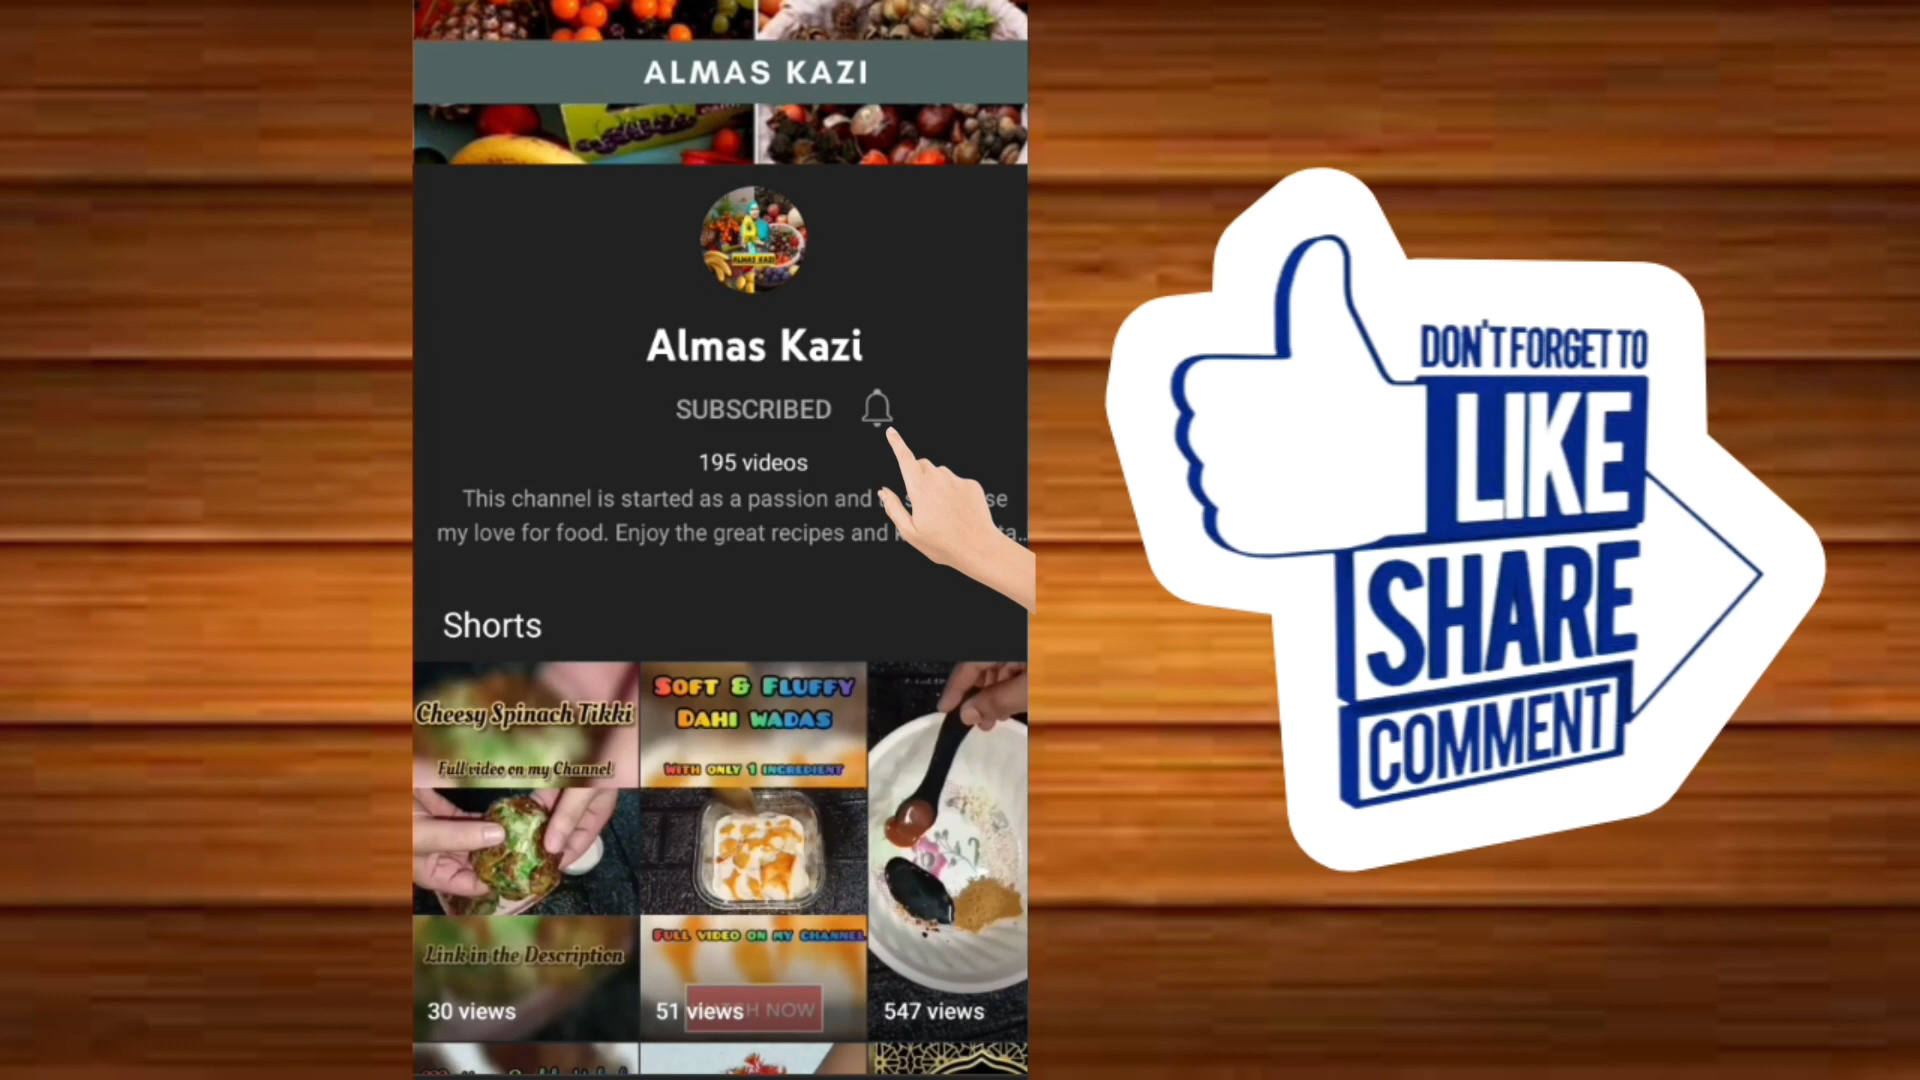 ALMAS KAZI
ALMAS KAZI
Almas Kazi
SUBSCRIBED
195 videos
This channel is started as a passion and
my love for food. Enjoy the great recipes and
Shorts
Cheesy Spinach Tikki
Full video on my Channel!
Link in the Description
30 views
SOFT & FLUFFY
DAHI WADAS
WITH ONLY 1 INGREDIENT
FULL VIDEO ON MY CHANNEL
51 views
NOW
547 views
DON'T FORGET TO
LIKE
SHARE
COMMENT